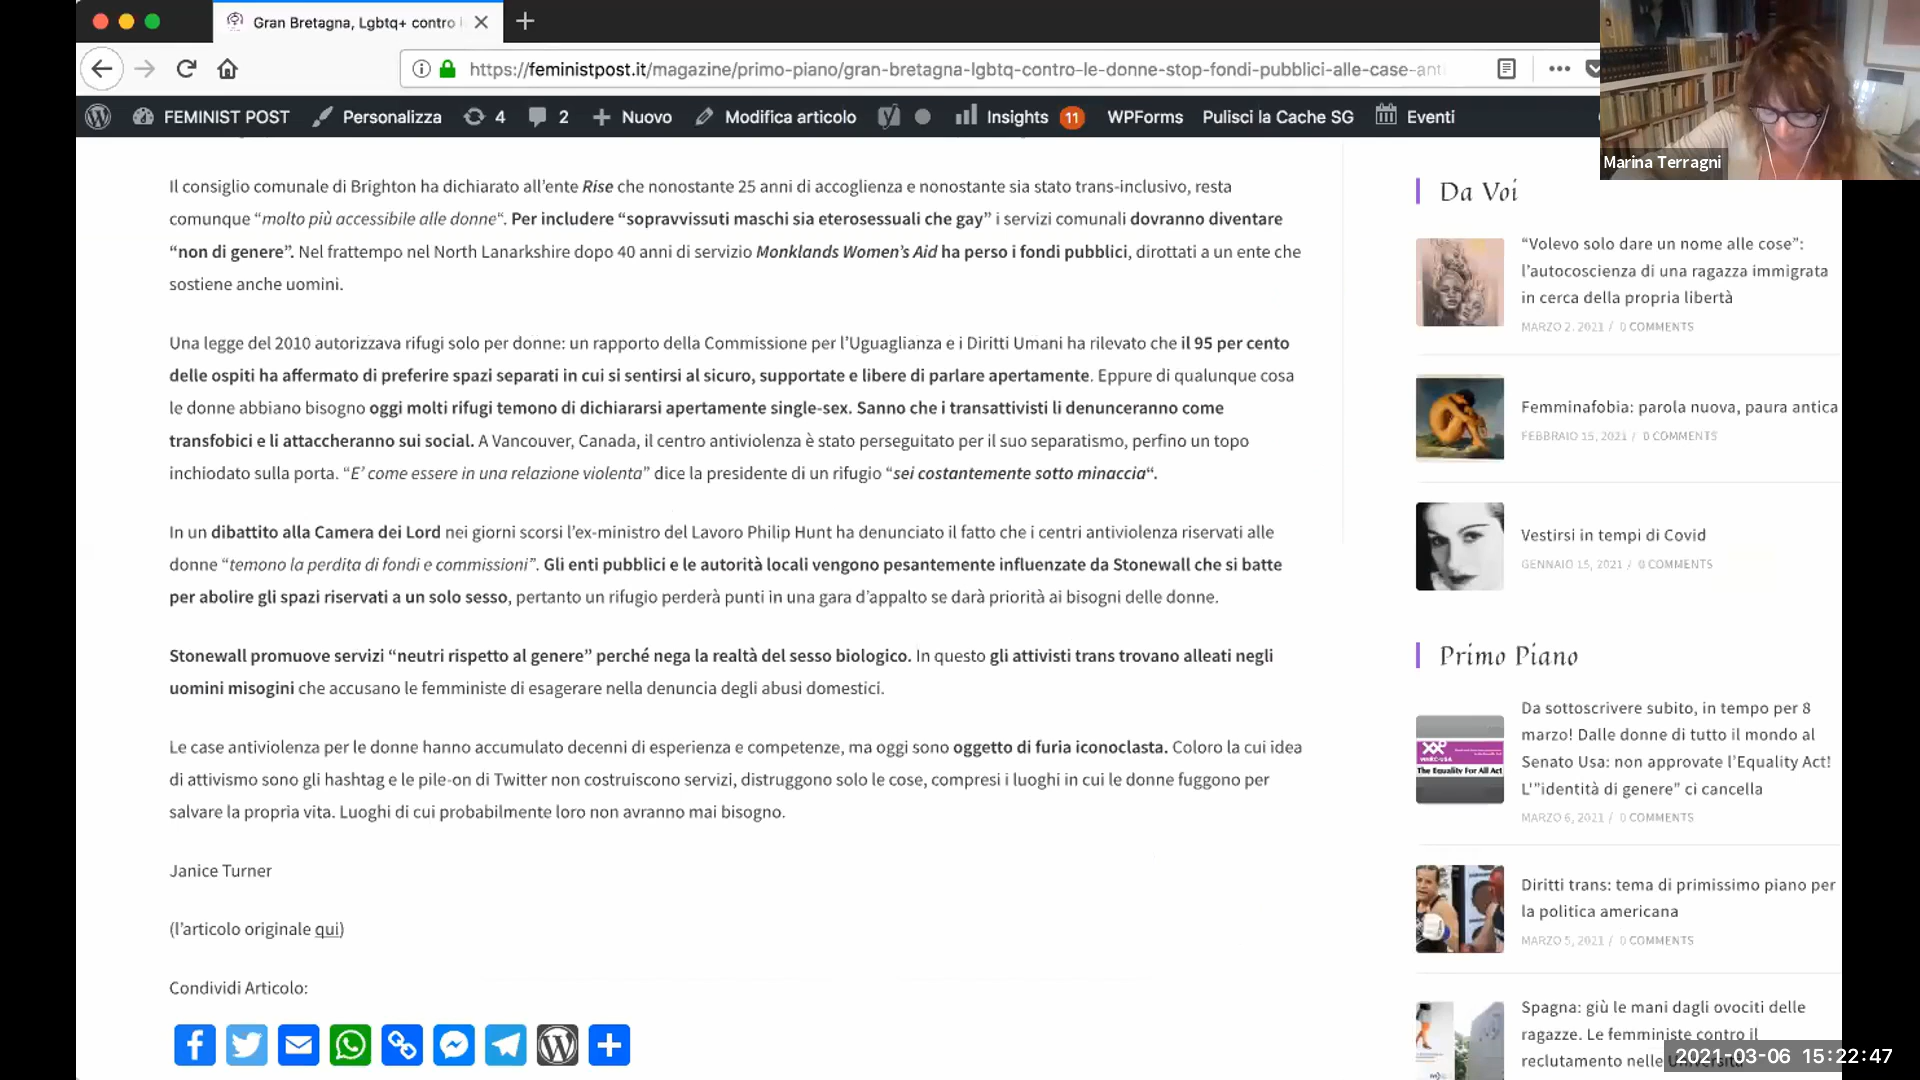 Gran Bretagna, Lgbtq+ contro
https://feministpost.it/magazine/primo-piano/gran-bretagna-lgbtq-contro-le-donne-stop-fondi-pubblici-alle-case-anti
FEMINIST POST Personalizza 4 2 Nuovo Modifica articolo Insights 11 WPForms Pulisci la Cache SG Eventi
Marina Terragni
Il consiglio comunale di Brighton ha dichiarato all’ente Rise che nonostante 25 anni di accoglienza e nonostante sia stato trans-inclusivo, resta
comunque “molto più accessibile alle donne“. Per includere “sopravvissuti maschi sia eterosessuali che gay” i servizi comunali dovranno diventare
“non di genere”. Nel frattempo nel North Lanarkshire dopo 40 anni di servizio Monklands Women’s Aid ha perso i fondi pubblici, dirottati a un ente che
sostiene anche uomini.
Una legge del 2010 autorizzava rifugi solo per donne: un rapporto della Commissione per l’Uguaglianza e i Diritti Umani ha rilevato che il 95 per cento
delle ospiti ha affermato di preferire spazi separati in cui si sentirsi al sicuro, supportate e libere di parlare apertamente. Eppure di qualunque cosa
le donne abbiano bisogno oggi molti rifugi temono di dichiararsi apertamente single-sex. Sanno che i transattivisti li denunceranno come
transfobici e li attaccheranno sui social. A Vancouver, Canada, il centro antiviolenza è stato perseguitato per il suo separatismo, perfino un topo
inchiodato sulla porta. “E’ come essere in una relazione violenta” dice la presidente di un rifugio “sei costantemente sotto minaccia“.
In un dibattito alla Camera dei Lord nei giorni scorsi l’ex-ministro del Lavoro Philip Hunt ha denunciato il fatto che i centri antiviolenza riservati alle
donne “temono la perdita di fondi e commissioni”. Gli enti pubblici e le autorità locali vengono pesantemente influenzate da Stonewall che si batte
per abolire gli spazi riservati a un solo sesso, pertanto un rifugio perderà punti in una gara d’appalto se darà priorità ai bisogni delle donne.
Stonewall promuove servizi “neutri rispetto al genere” perché nega la realtà del sesso biologico. In questo gli attivisti trans trovano alleati negli
uomini misogini che accusano le femministe di esagerare nella denuncia degli abusi domestici.
Le case antiviolenza per le donne hanno accumulato decenni di esperienza e competenze, ma oggi sono oggetto di furia iconoclasta. Coloro la cui idea
di attivismo sono gli hashtag e le pile-on di Twitter non costruiscono servizi, distruggono solo le cose, compresi i luoghi in cui le donne fuggono per
salvare la propria vita. Luoghi di cui probabilmente loro non avranno mai bisogno.
Janice Turner
(l’articolo originale qui)
Condividi Articolo:
Da Voi
“Volevo solo dare un nome alle cose”:
l’autocoscienza di una ragazza immigrata
in cerca della propria libertà
MARZO 2, 2021 / 0 COMMENTS
Femminafobia: parola nuova, paura antica
FEBBRAIO 15, 2021 / 0 COMMENTS
Vestirsi in tempi di Covid
GENNAIO 15, 2021 / 0 COMMENTS
Primo Piano
Da sottoscrivere subito, in tempo per 8
marzo! Dalle donne di tutto il mondo al
Senato Usa: non approvate l’Equality Act!
L’”identità di genere” ci cancella
MARZO 6, 2021 / 0 COMMENTS
The Equality For All Act
Diritti trans: tema di primissimo piano per
la politica americana
MARZO 5, 2021 / 0 COMMENTS
Spagna: giù le mani dagli ovociti delle
ragazze. Le femministe contro il
reclutamento nelle
2021-03-06 15:22:47